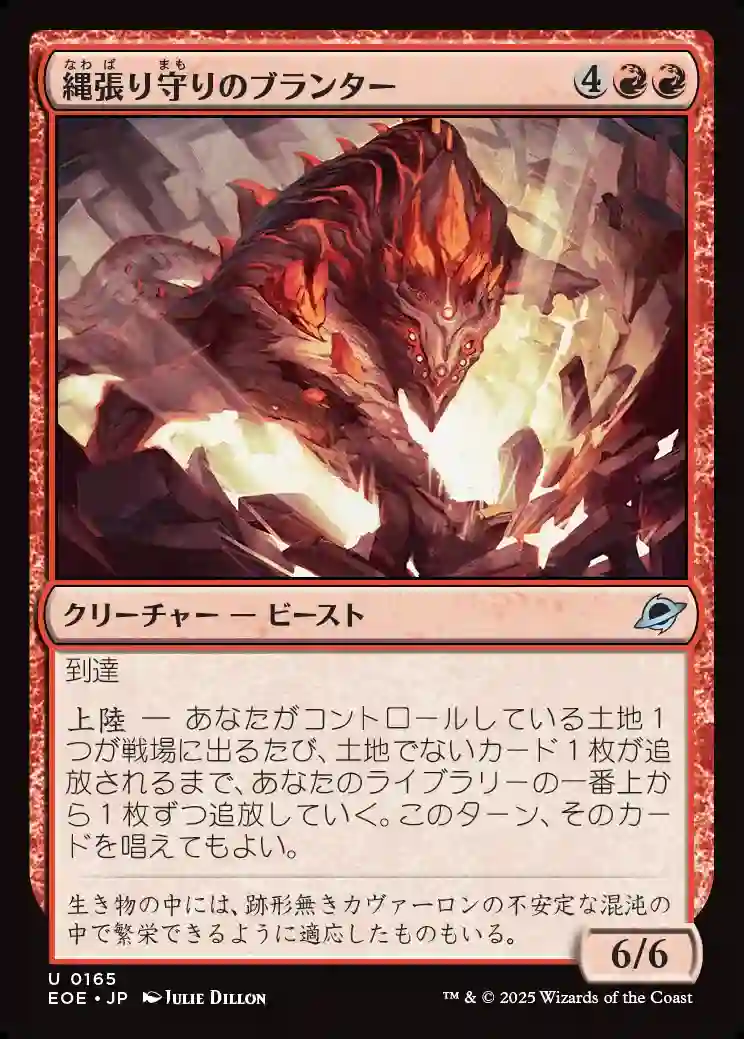 縄張り守りのブランター
なわ ば まも
4
クリーチャー — ビースト
到達
上陸 — あなたがコントロールしている土地1
つが戦場に出るたび、土地でないカード1枚が追
放されるまで、あなたのライブラリーの一番上か
ら1枚ずつ追放していく。このターン、そのカー
ドを唱えてもよい。
生き物の中には、跡形無きカヴァーロンの不安定な混沌の
中で繁栄できるように適応したものもいる。
6/6
U 0165
EOE • JP JULIE DILLON
™ & © 2025 Wizards of the Coast